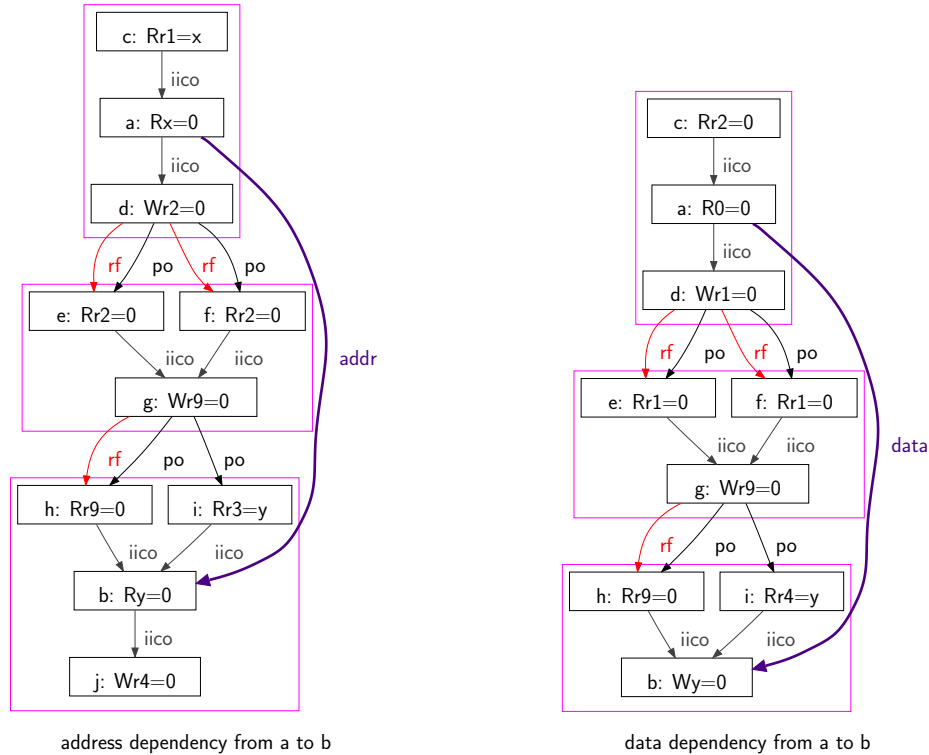 c: Rr1=x
iico
a: Rx=0
iico
d: Wr2=0
rf po rf po
e: Rr2=0 f: Rr2=0
iico iico
addr
g: Wr9=0
rf po po
h: Rr9=0 i: Rr3=y
iico iico
b: Ry=0
iico
j: Wr4=0
address dependency from a to b
c: Rr2=0
iico
a: R0=0
iico
d: Wr1=0
rf po rf po
e: Rr1=0 f: Rr1=0
iico iico
data
g: Wr9=0
rf po po
h: Rr9=0 i: Rr4=y
iico iico
b: Wy=0
data dependency from a to b